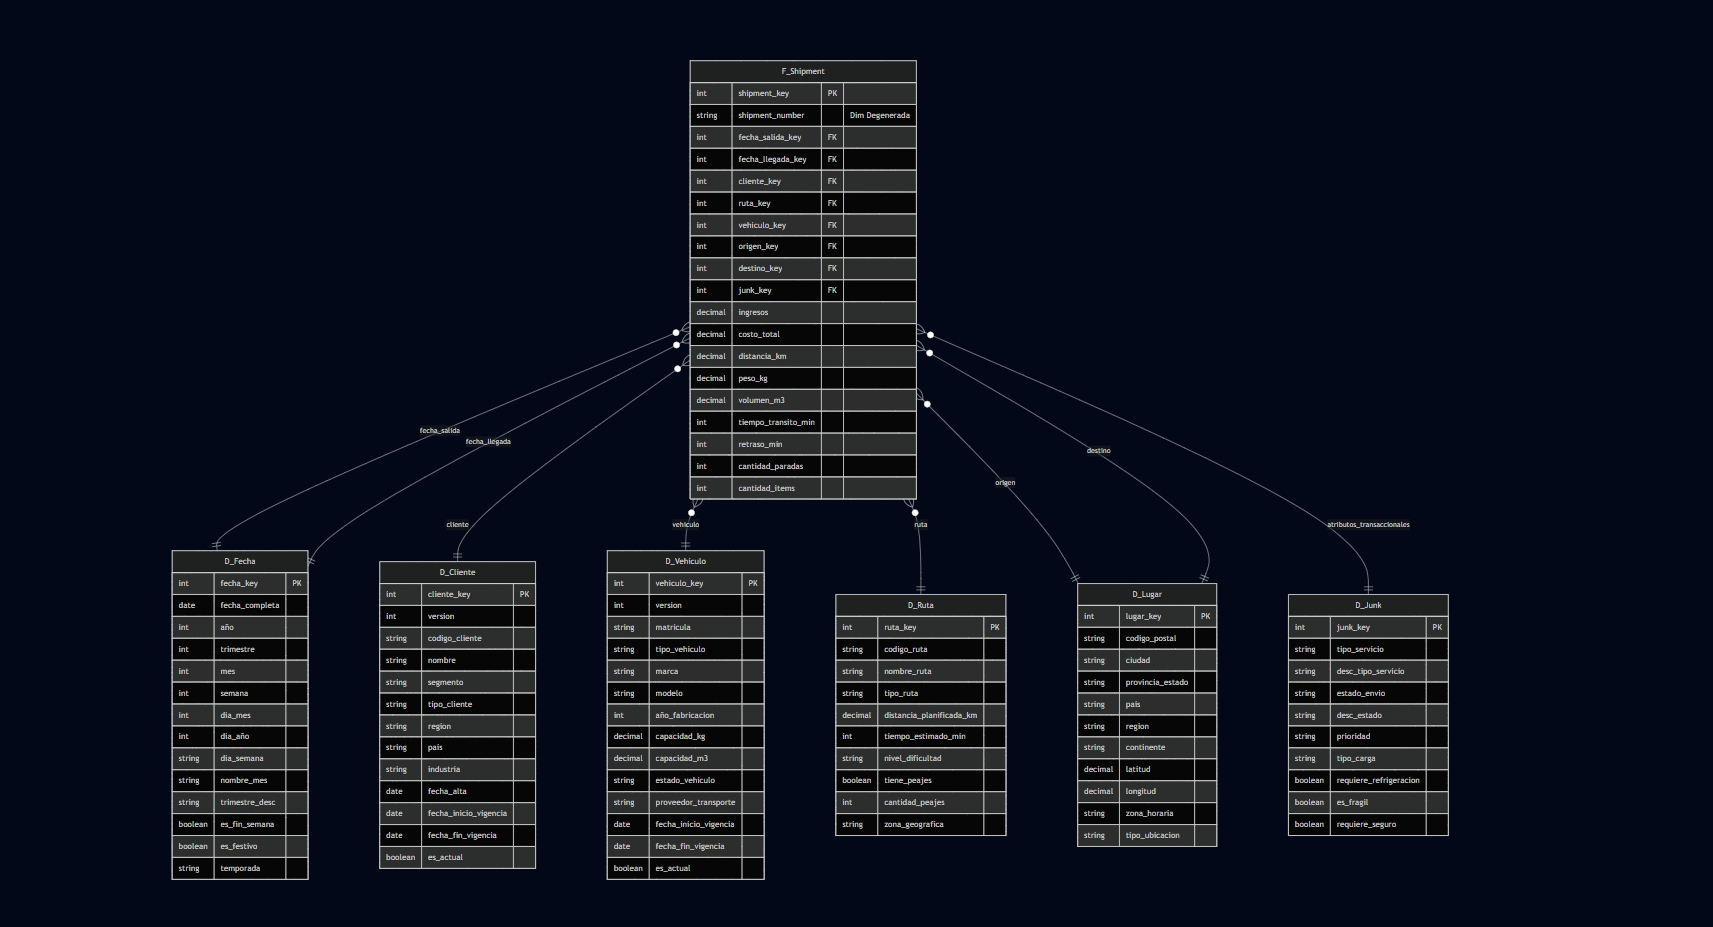 F_Shipment
int shipment_key PK
string shipment_number Dim Degenerada
int fecha_salida_key FK
int fecha_llegada_key FK
int cliente_key FK
int ruta_key FK
int vehiculo_key FK
int origen_key FK
int destino_key FK
int junk_key FK
decimal ingresos
decimal costo_total
decimal distancia_km
decimal peso_kg
decimal volumen_m3
int tiempo_transito_min
int retraso_min
int cantidad_paradas
int cantidad_items
fecha_salida
fecha_llegada
cliente
vehiculo
ruta
origen
destino
atributos_transaccionales
D_Fecha
int fecha_key PK
date fecha_completa
int año
int trimestre
int mes
int semana
int dia_mes
int dia_año
string dia_semana
string nombre_mes
string trimestre_desc
boolean es_fin_semana
boolean es_festivo
string temporada
D_Cliente
int cliente_key PK
int version
string codigo_cliente
string nombre
string segmento
string tipo_cliente
string region
string pais
string industria
date fecha_alta
date fecha_inicio_vigencia
date fecha_fin_vigencia
boolean es_actual
D_Vehiculo
int vehiculo_key PK
int version
string matricula
string tipo_vehiculo
string marca
string modelo
int año_fabricacion
decimal capacidad_kg
decimal capacidad_m3
string estado_vehiculo
string proveedor_transporte
date fecha_inicio_vigencia
date fecha_fin_vigencia
boolean es_actual
D_Ruta
int ruta_key PK
string codigo_ruta
string nombre_ruta
string tipo_ruta
decimal distancia_planificada_km
int tiempo_estimado_min
string nivel_dificultad
boolean tiene_peajes
int cantidad_peajes
string zona_geografica
D_Lugar
int lugar_key PK
string codigo_postal
string ciudad
string provincia_estado
string pais
string region
string continente
decimal latitud
decimal longitud
string zona_horaria
string tipo_ubicacion
D_Junk
int junk_key PK
string tipo_servicio
string desc_tipo_servicio
string estado_envio
string desc_estado
string prioridad
string tipo_carga
boolean requiere_refrigeracion
boolean es_fragil
boolean requiere_seguro